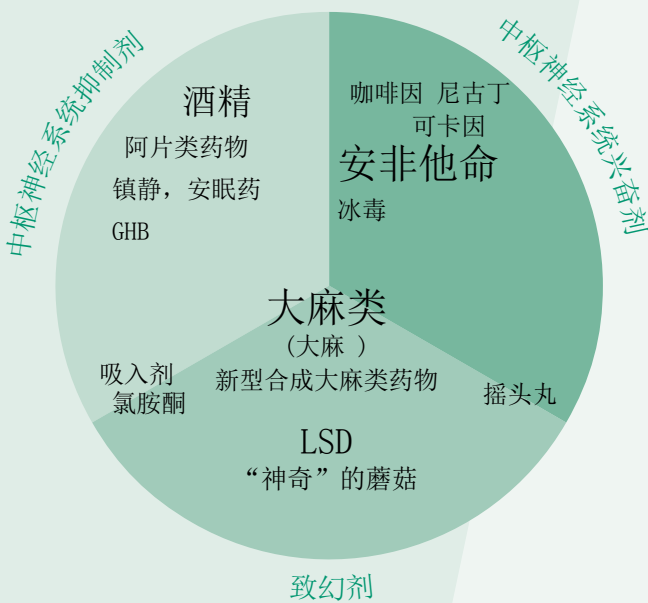 中枢神经系统抑制剂
中枢神经系统兴奋剂
酒精
阿片类药物
镇静，安眠药
GHB
咖啡因 尼古丁
可卡因
安非他命
冰毒
大麻类
(大麻 )
新型合成大麻类药物
吸入剂
氯胺酮
摇头丸
LSD
“神奇”的蘑菇
致幻剂